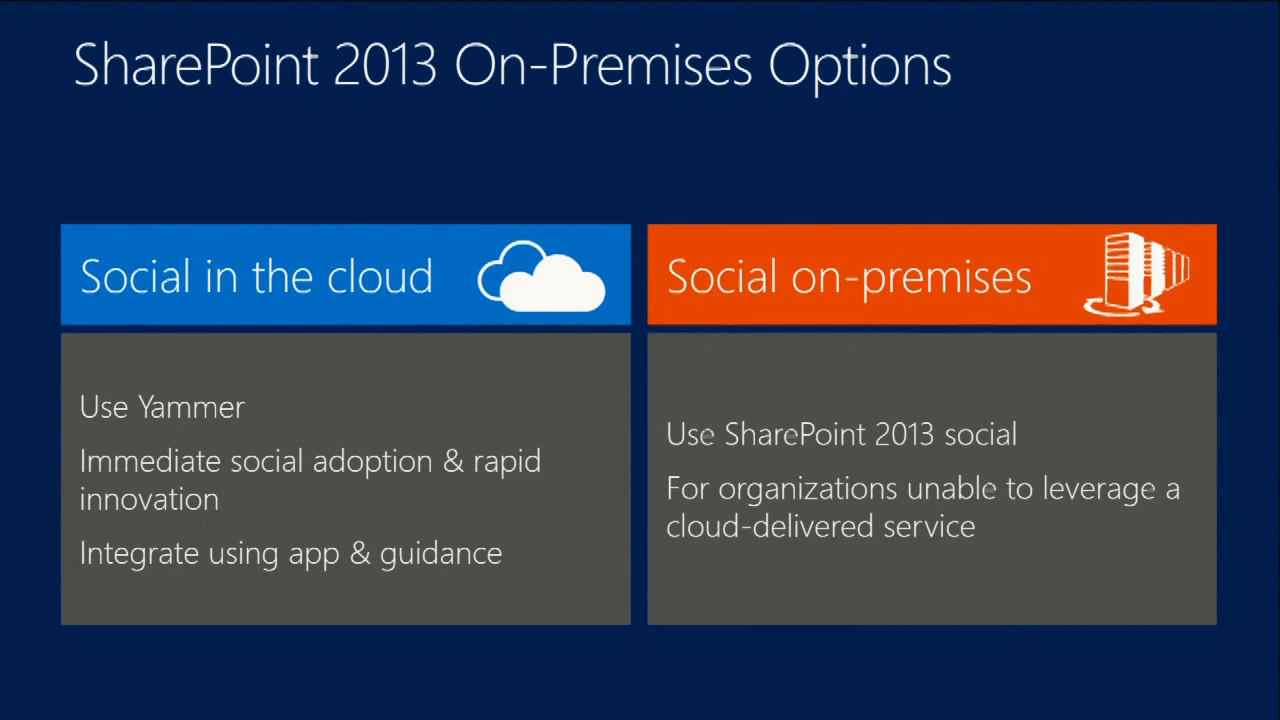 SharePoint 2013 On-Premises Options
Social in the cloud
Use Yammer
Immediate social adoption & rapid
innovation
Integrate using app & guidance
Social on-premises
Use SharePoint 2013 social
For organizations unable to leverage a
cloud-delivered service